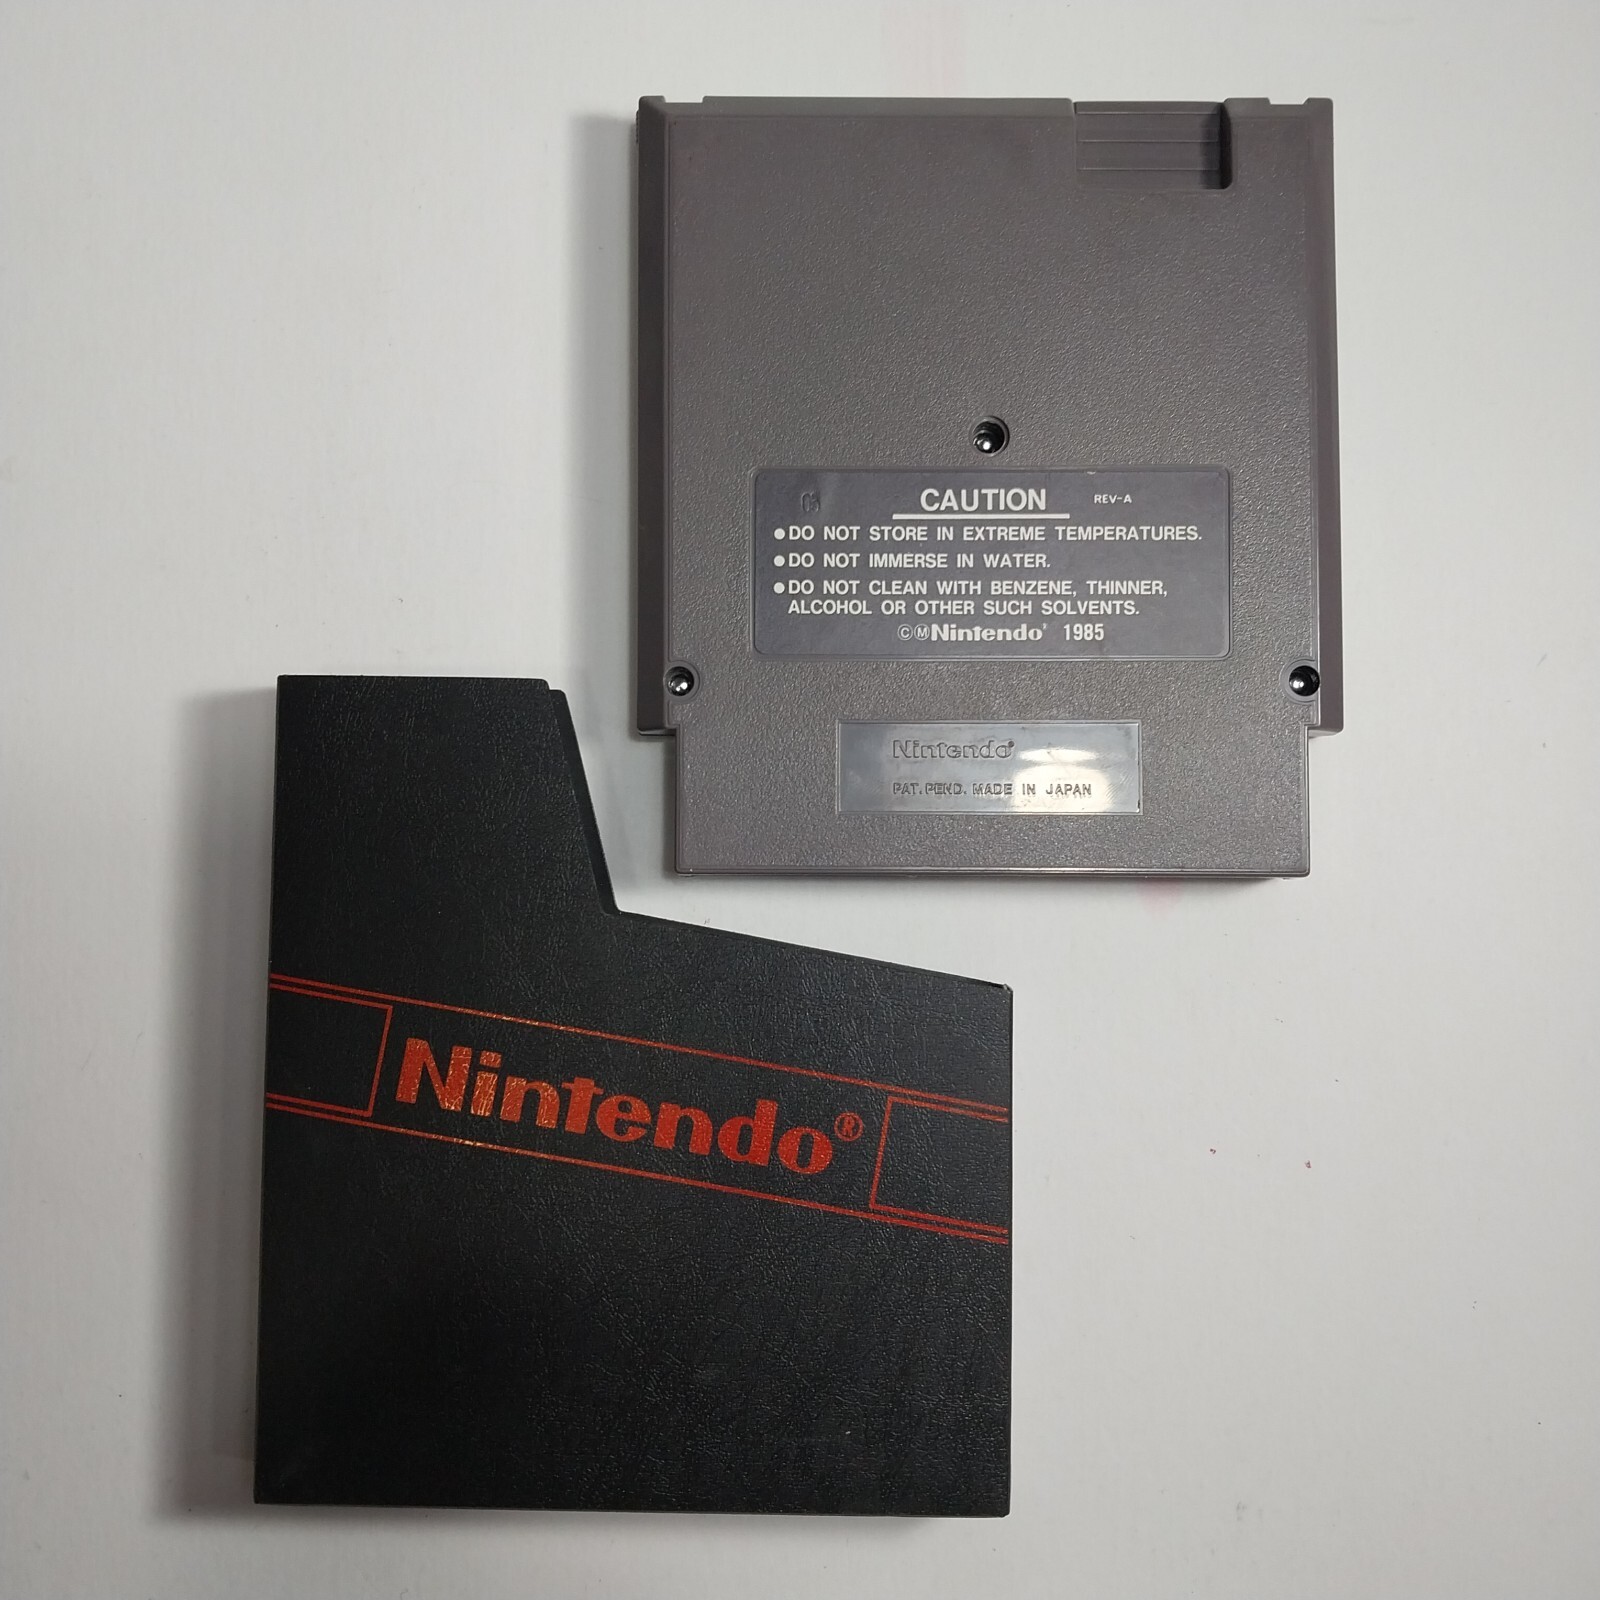 CAUTION REV-A
●DO NOT STORE IN EXTREME TEMPERATURES.
●DO NOT IMMERSE IN WATER.
●DO NOT CLEAN WITH BENZENE, THINNER,
ALCOHOL OR OTHER SUCH SOLVENTS.
©ⓂNintendo® 1985
Nintendo®
PAT. PEND. MADE IN JAPAN
Nintendo®